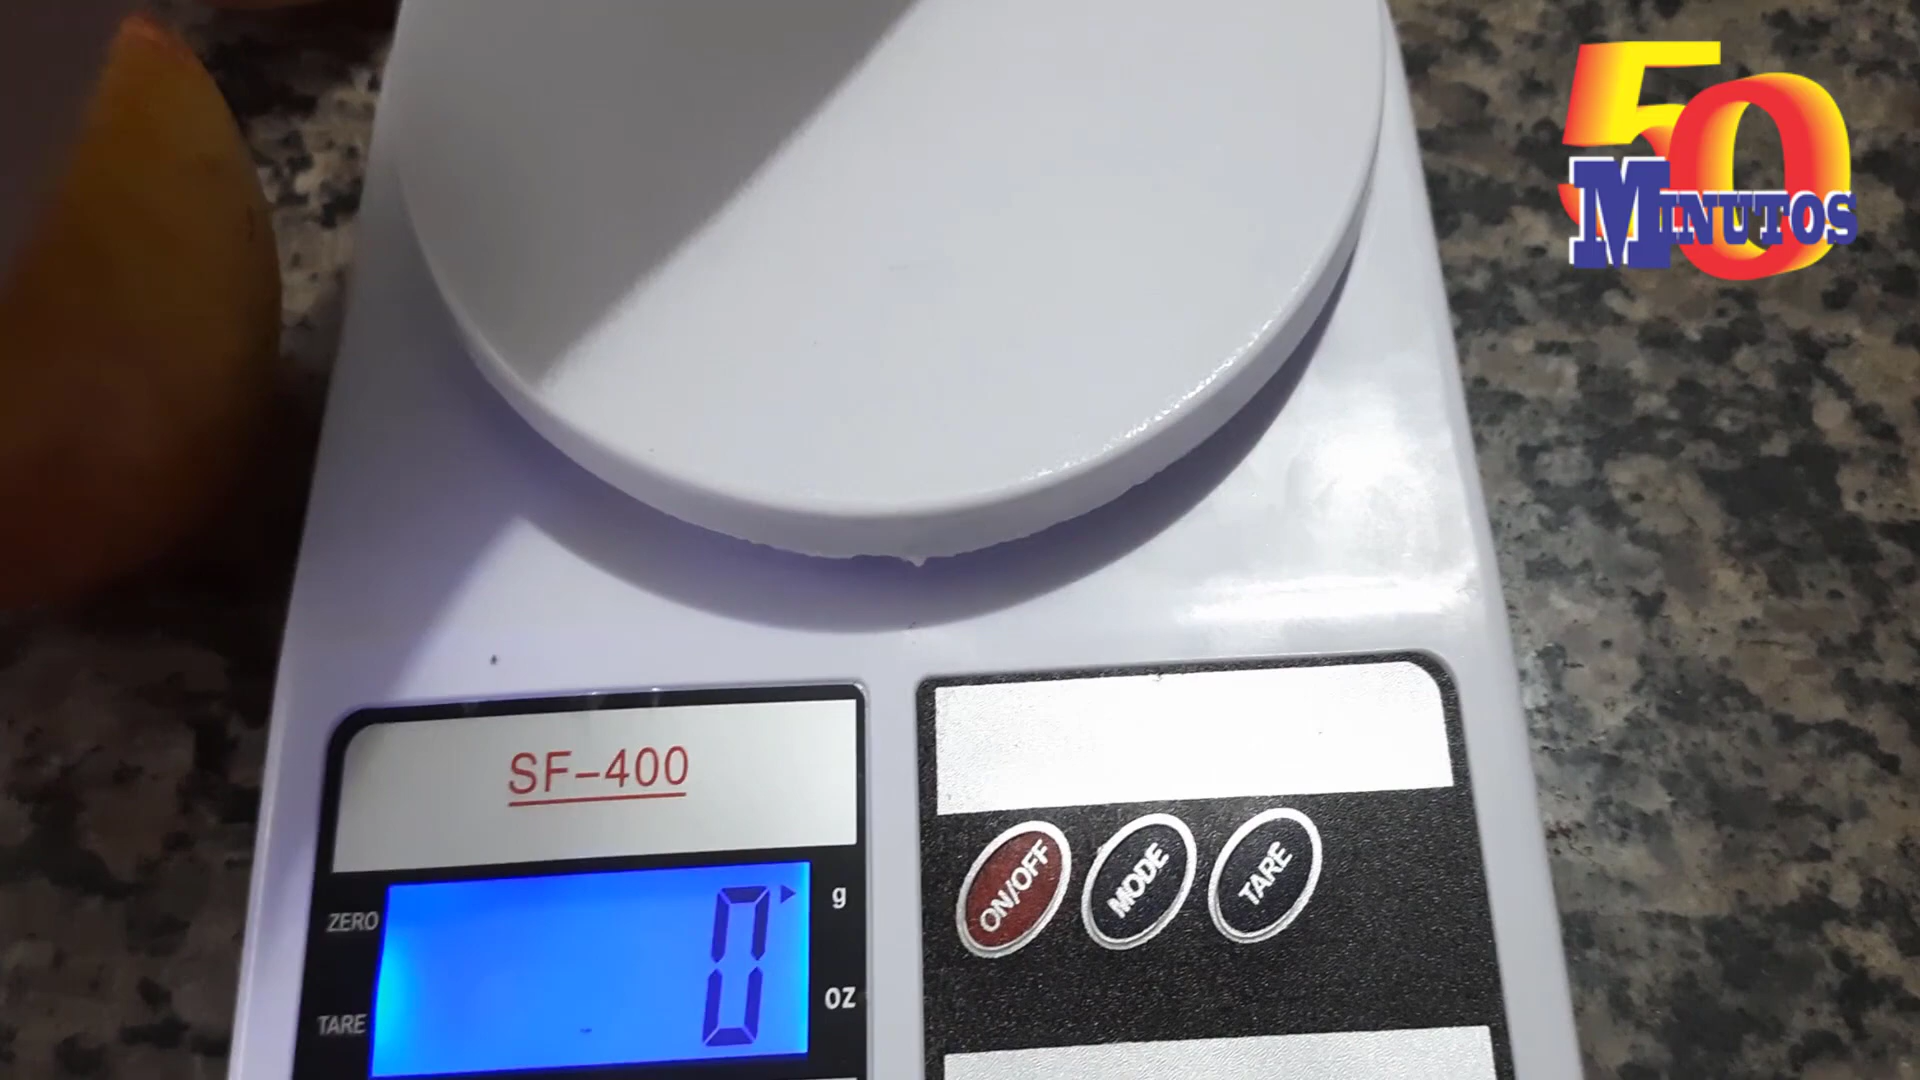 50
MINUTOS
SF-400
ON/OFF MODE TARE
ZERO
0 g
TARE
oz